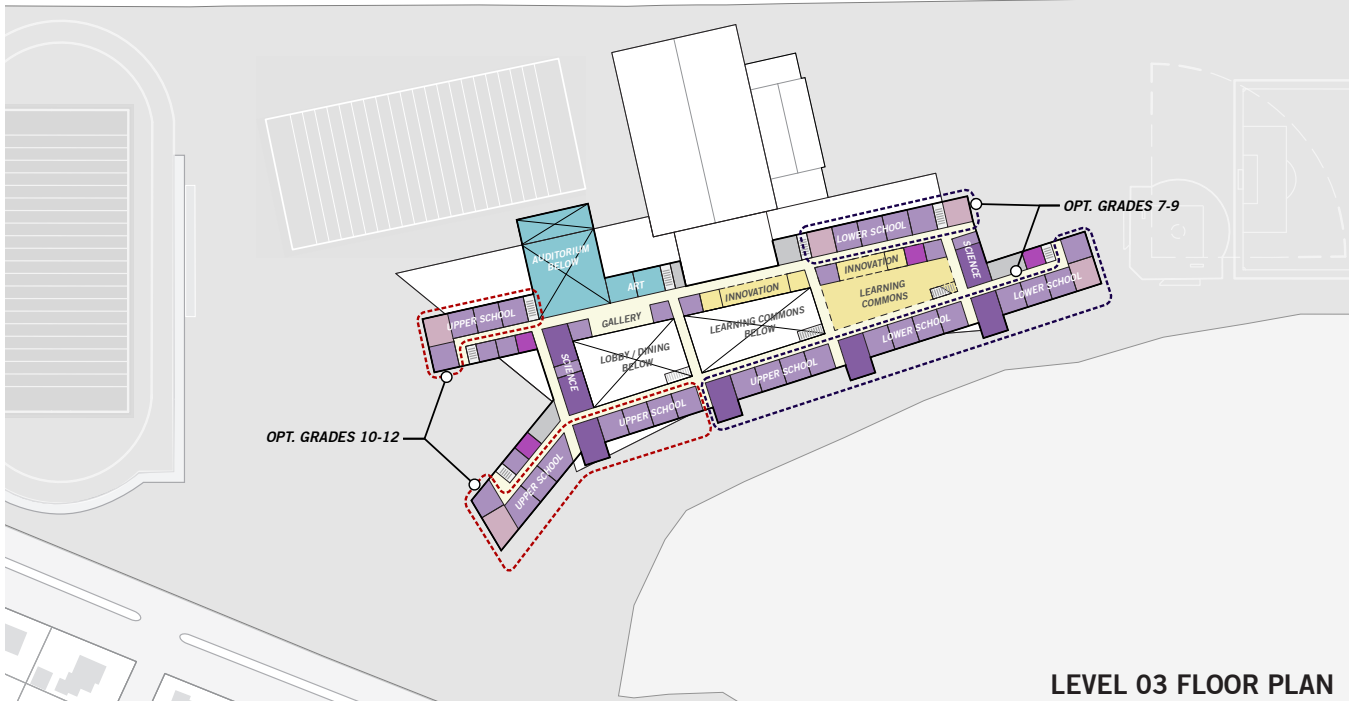 OPT. GRADES 7-9
LOWER SCHOOL
SCIENCE
AUDITORIUM
BELOW
ART
INNOVATION
INNOVATION
LEARNING
COMMONS
LOWER SCHOOL
UPPER SCHOOL
GALLERY
LEARNING COMMONS
BELOW
LOWER SCHOOL
SCIENCE
LOBBY / DINING
BELOW
UPPER SCHOOL
UPPER SCHOOL
OPT. GRADES 10-12
UPPER SCHOOL
LEVEL 03 FLOOR PLAN